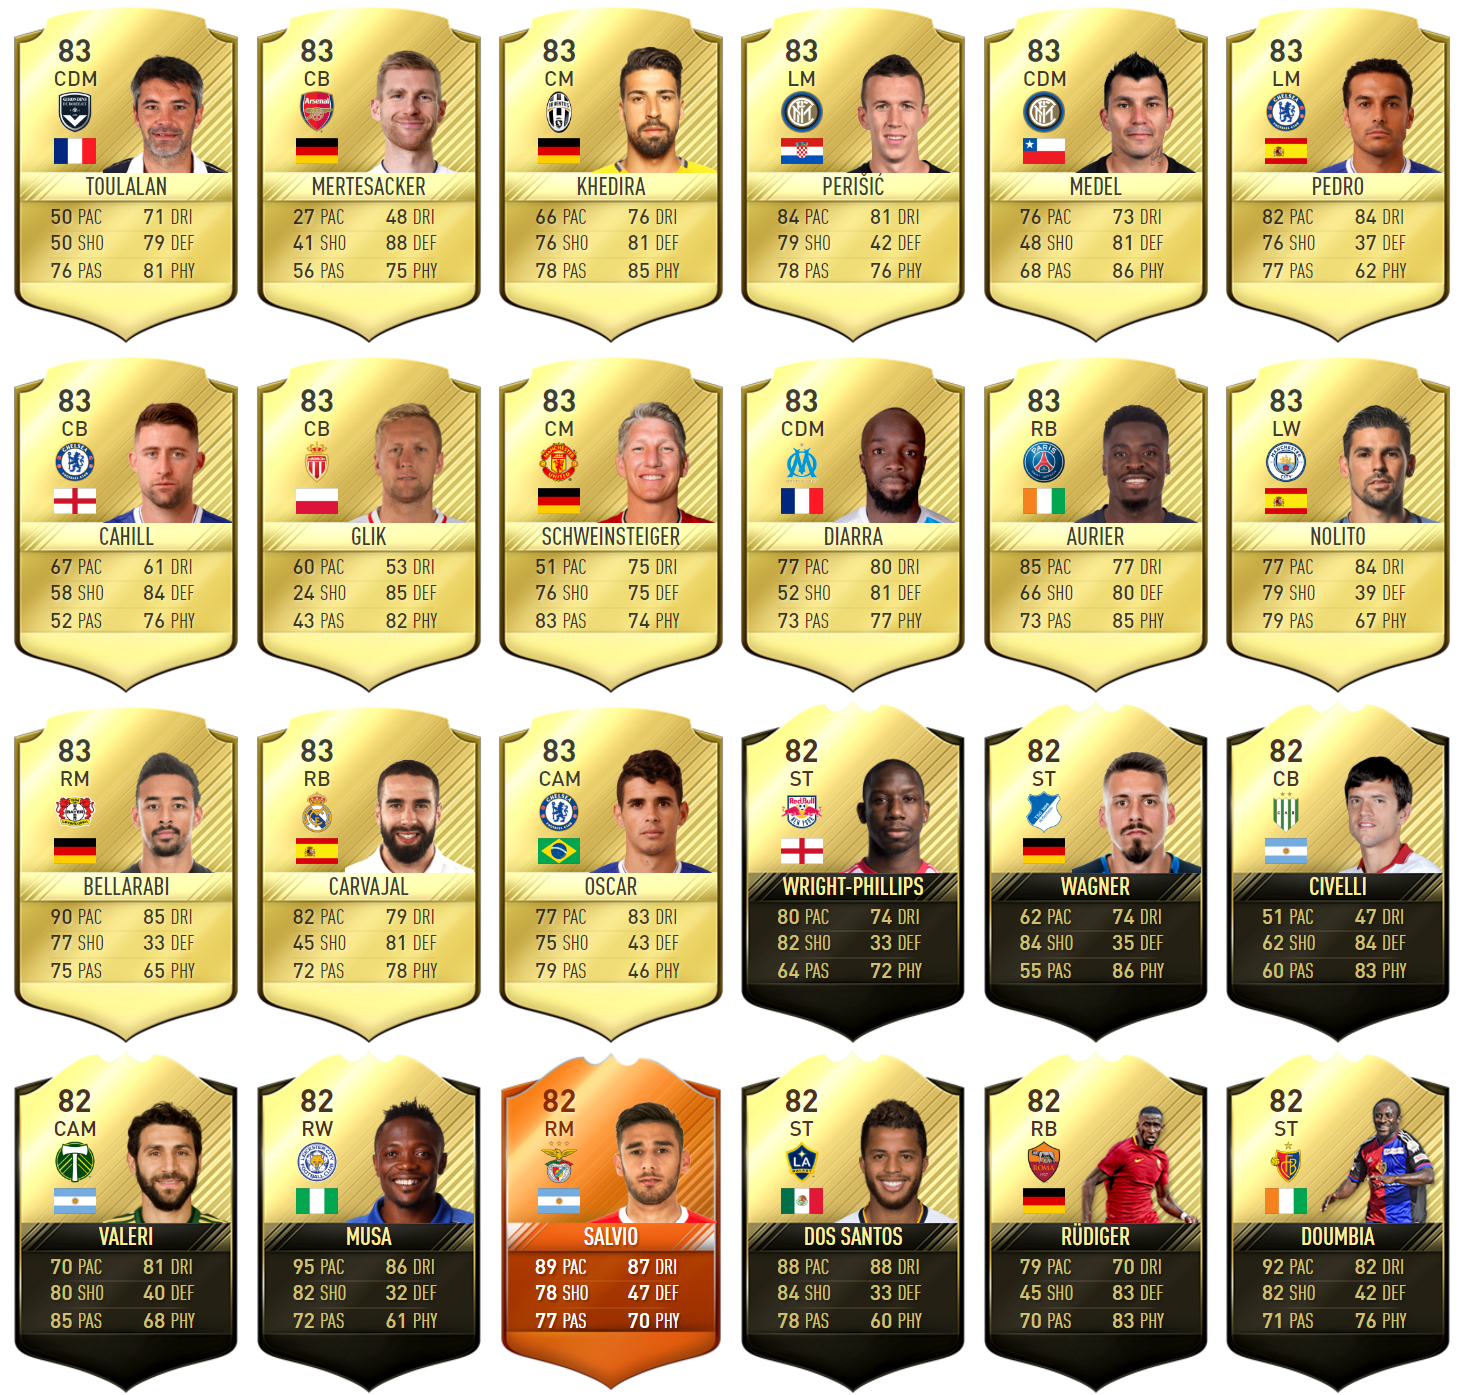 83
CDM
TOULALAN
50 PAC 71 DRI
50 SHO 79 DEF
76 PAS 81 PHY
83
CB
Arsenal
MERTESACKER
27 PAC 48 DRI
41 SHO 88 DEF
56 PAS 75 PHY
83
CM
KHEDIRA
66 PAC 76 DRI
76 SHO 81 DEF
78 PAS 85 PHY
83
LM
PERIŠIĆ
84 PAC 81 DRI
79 SHO 42 DEF
78 PAS 76 PHY
83
CDM
MEDEL
76 PAC 73 DRI
48 SHO 81 DEF
68 PAS 86 PHY
83
LM
PEDRO
82 PAC 84 DRI
76 SHO 37 DEF
77 PAS 62 PHY
83
CB
CAHILL
67 PAC 61 DRI
58 SHO 84 DEF
52 PAS 76 PHY
83
CB
GLIK
60 PAC 53 DRI
24 SHO 85 DEF
43 PAS 82 PHY
83
CM
SCHWEINSTEIGER
51 PAC 75 DRI
76 SHO 75 DEF
83 PAS 74 PHY
83
CDM
DIARRA
77 PAC 80 DRI
52 SHO 81 DEF
73 PAS 77 PHY
83
RB
PARIS
AURIER
85 PAC 77 DRI
66 SHO 80 DEF
73 PAS 85 PHY
83
LW
NOLITO
77 PAC 84 DRI
79 SHO 39 DEF
79 PAS 67 PHY
83
RM
BELLARABI
90 PAC 85 DRI
77 SHO 33 DEF
75 PAS 65 PHY
83
RB
CARVAJAL
82 PAC 79 DRI
45 SHO 81 DEF
72 PAS 78 PHY
83
CAM
OSCAR
77 PAC 83 DRI
75 SHO 43 DEF
79 PAS 46 PHY
82
ST
Red Bull
NEW YORK
WRIGHT-PHILLIPS
80 PAC 74 DRI
82 SHO 33 DEF
64 PAS 72 PHY
82
ST
WAGNER
62 PAC 74 DRI
84 SHO 35 DEF
55 PAS 86 PHY
82
CB
CIVELLI
51 PAC 47 DRI
62 SHO 84 DEF
60 PAS 83 PHY
82
CAM
VALERI
70 PAC 81 DRI
80 SHO 40 DEF
85 PAS 68 PHY
82
RW
MUSA
95 PAC 86 DRI
82 SHO 32 DEF
72 PAS 61 PHY
82
RM
SALVIO
89 PAC 87 DRI
78 SHO 47 DEF
77 PAS 70 PHY
82
ST
LA
DOS SANTOS
88 PAC 88 DRI
84 SHO 33 DEF
78 PAS 60 PHY
82
RB
ROMA
RÜDIGER
79 PAC 70 DRI
45 SHO 83 DEF
70 PAS 83 PHY
82
ST
DOUMBIA
92 PAC 82 DRI
82 SHO 42 DEF
71 PAS 76 PHY